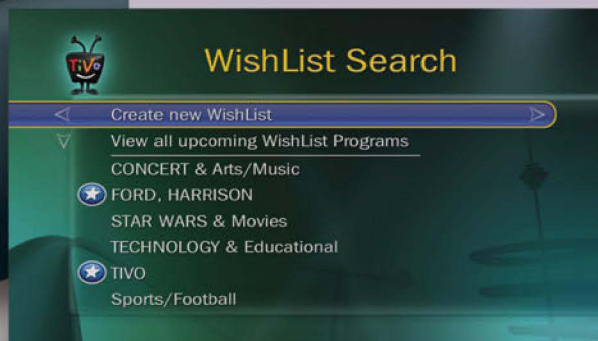 TiVo
WishList Search
Create new WishList
View all upcoming WishList Programs
CONCERT & Arts/Music
FORD, HARRISON
STAR WARS & Movies
TECHNOLOGY & Educational
TIVO
Sports/Football